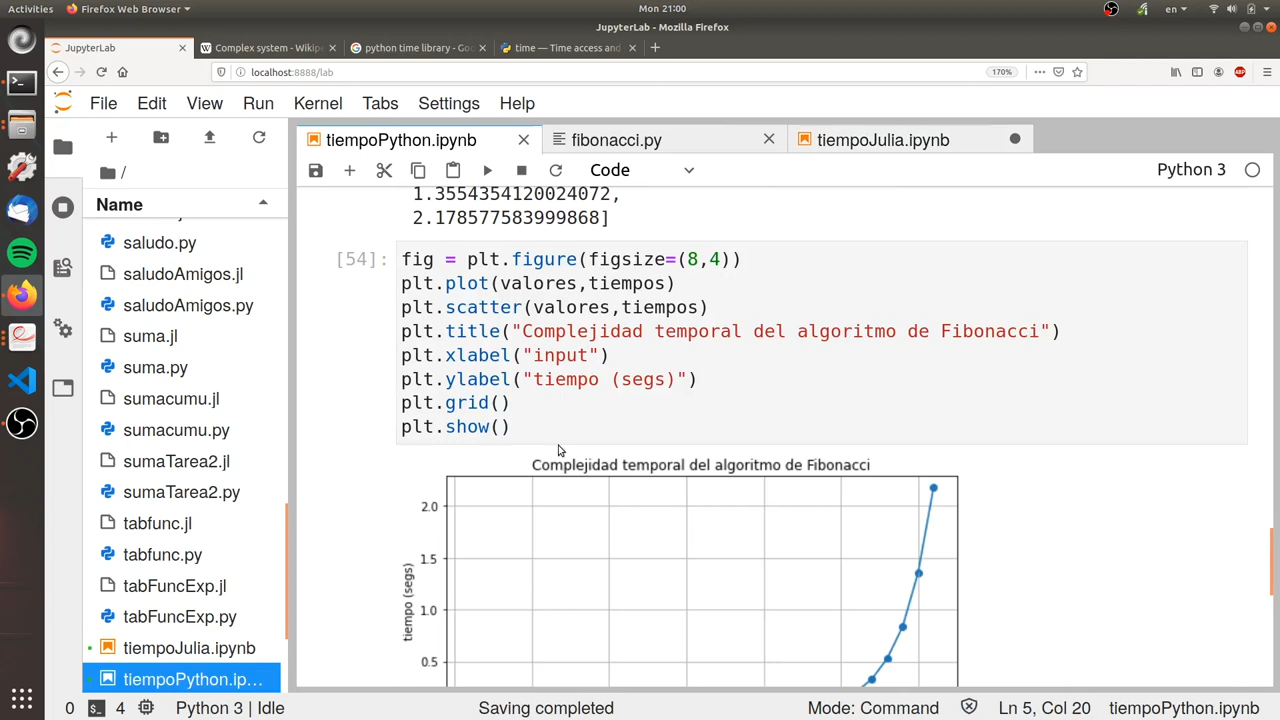 Activities
Firefox Web Browser
Mon 21:00
en
JupyterLab - Mozilla Firefox
JupyterLab
Complex system - Wikipe
python time library - Goo
time — Time access and
localhost:8888/lab
170%
ABP
File Edit View Run Kernel Tabs Settings Help
tiempoPython.ipynb
fibonacci.py
tiempoJulia.ipynb
Code
Python 3
/
Name
saludo.py
saludoAmigos.jl
saludoAmigos.py
suma.jl
suma.py
sumacumu.jl
sumacumu.py
sumaTarea2.jl
sumaTarea2.py
tabfunc.jl
tabfunc.py
tabFuncExp.jl
tabFuncExp.py
tiempoJulia.ipynb
tiempoPython.ip…
1.3554354120024072,
2.178577583999868]
[54]:
fig = plt.figure(figsize=(8,4))
plt.plot(valores,tiempos)
plt.scatter(valores,tiempos)
plt.title("Complejidad temporal del algoritmo de Fibonacci")
plt.xlabel("input")
plt.ylabel("tiempo (segs)")
plt.grid()
plt.show()
Complejidad temporal del algoritmo de Fibonacci
2.0
1.5
1.0
0.5
tiempo (segs)
0
4
Python 3 | Idle
Saving completed
Mode: Command
Ln 5, Col 20
tiempoPython.ipynb